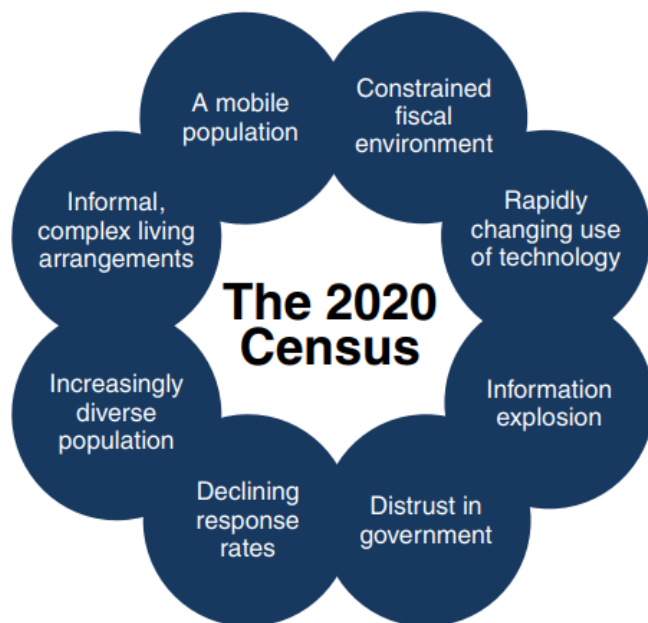 The 2020
Census
Constrained
fiscal
environment
Rapidly
changing use
of technology
Information
explosion
Distrust in
government
Declining
response
rates
Increasingly
diverse
population
Informal,
complex living
arrangements
A mobile
population